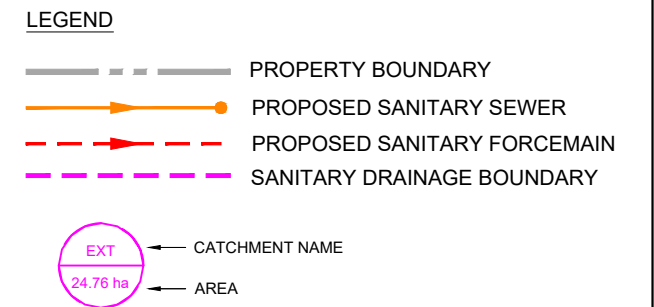 LEGEND
PROPERTY BOUNDARY
PROPOSED SANITARY SEWER
PROPOSED SANITARY FORCEMAIN
SANITARY DRAINAGE BOUNDARY
EXT
CATCHMENT NAME
24.76 ha
AREA